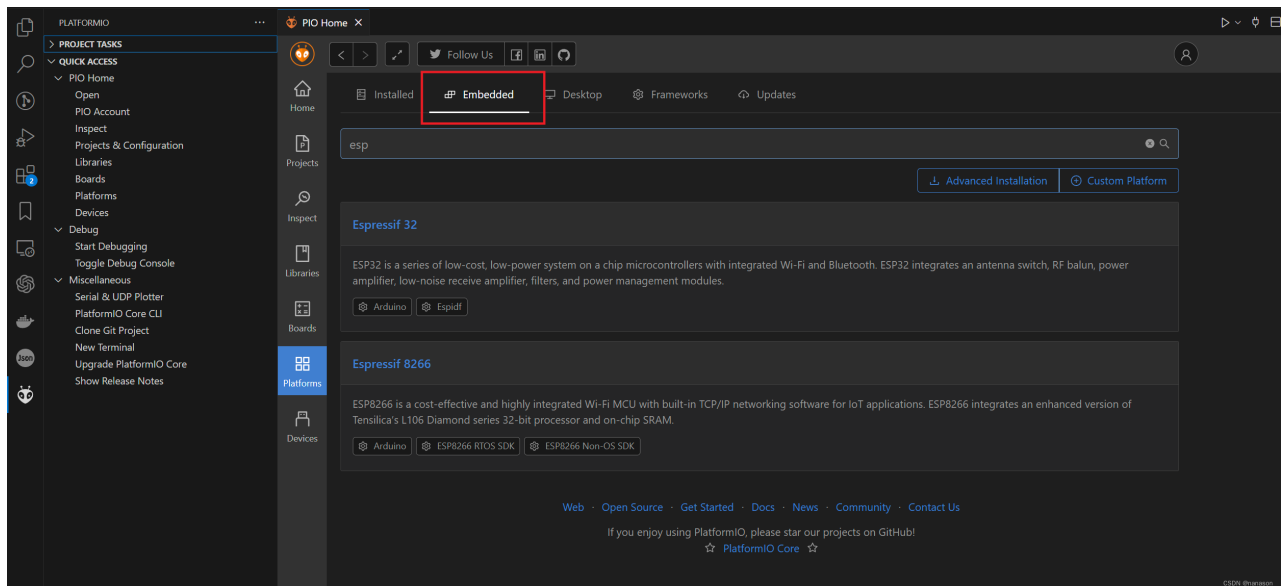 PLATFORMIO
PIO Home
PROJECT TASKS
QUICK ACCESS
PIO Home
Open
PIO Account
Inspect
Projects & Configuration
Libraries
Boards
Platforms
Devices
Debug
Start Debugging
Toggle Debug Console
Miscellaneous
Serial & UDP Plotter
PlatformIO Core CLI
Clone Git Project
New Terminal
Upgrade PlatformIO Core
Show Release Notes
2
Json
Home
Projects
Inspect
Libraries
Boards
Platforms
Devices
Follow Us
Installed
Embedded
Desktop
Frameworks
Updates
esp
Advanced Installation
Custom Platform
Espressif 32
ESP32 is a series of low-cost, low-power system on a chip microcontrollers with integrated Wi-Fi and Bluetooth. ESP32 integrates an antenna switch, RF balun, power
amplifier, low-noise receive amplifier, filters, and power management modules.
Arduino
Espidf
Espressif 8266
ESP8266 is a cost-effective and highly integrated Wi-Fi MCU with built-in TCP/IP networking software for IoT applications. ESP8266 integrates an enhanced version of
Tensilica's L106 Diamond series 32-bit processor and on-chip SRAM.
Arduino
ESP8266 RTOS SDK
ESP8266 Non-OS SDK
Web · Open Source · Get Started · Docs · News · Community · Contact Us
If you enjoy using PlatformIO, please star our projects on GitHub!
PlatformIO Core
CSDN @nanason